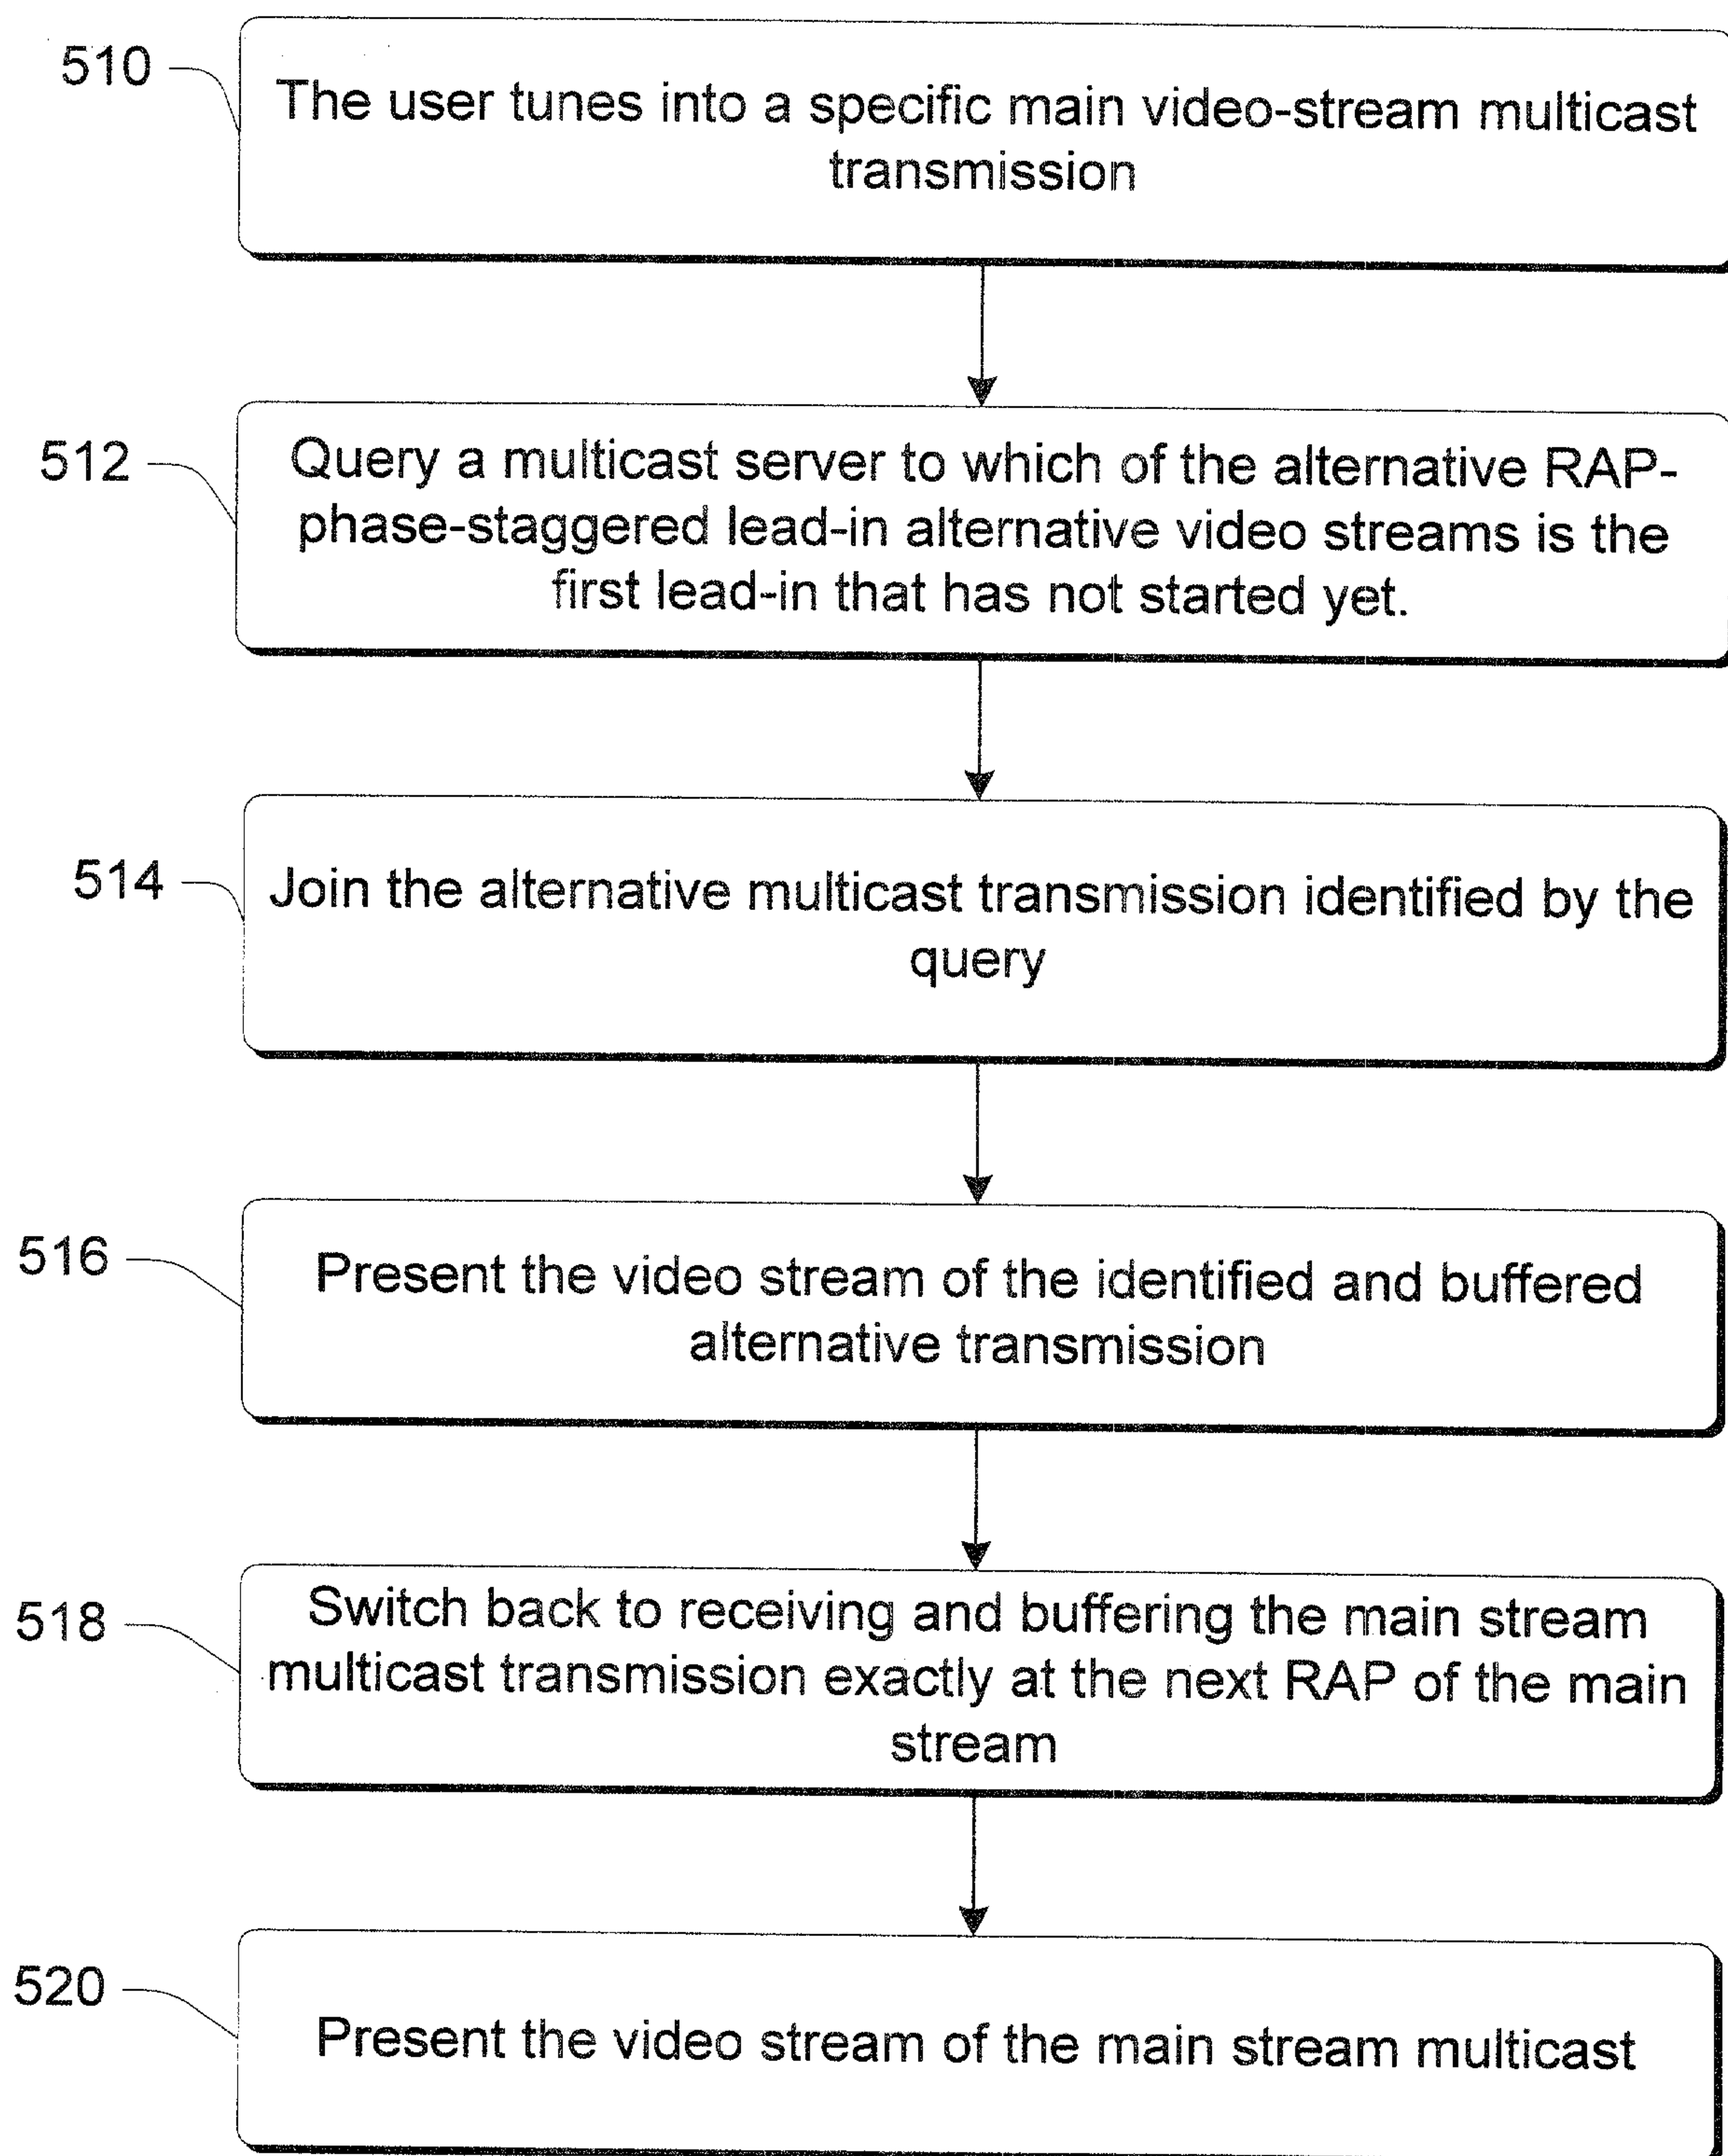 510
The user tunes into a specific main video-stream multicast
transmission
512
Query a multicast server to which of the alternative RAP-
phase-staggered lead-in alternative video streams is the
first lead-in that has not started yet.
514
Join the alternative multicast transmission identified by the
query
516
Present the video stream of the identified and buffered
alternative transmission
518
Switch back to receiving and buffering the main stream
multicast transmission exactly at the next RAP of the main
stream
520
Present the video stream of the main stream multicast